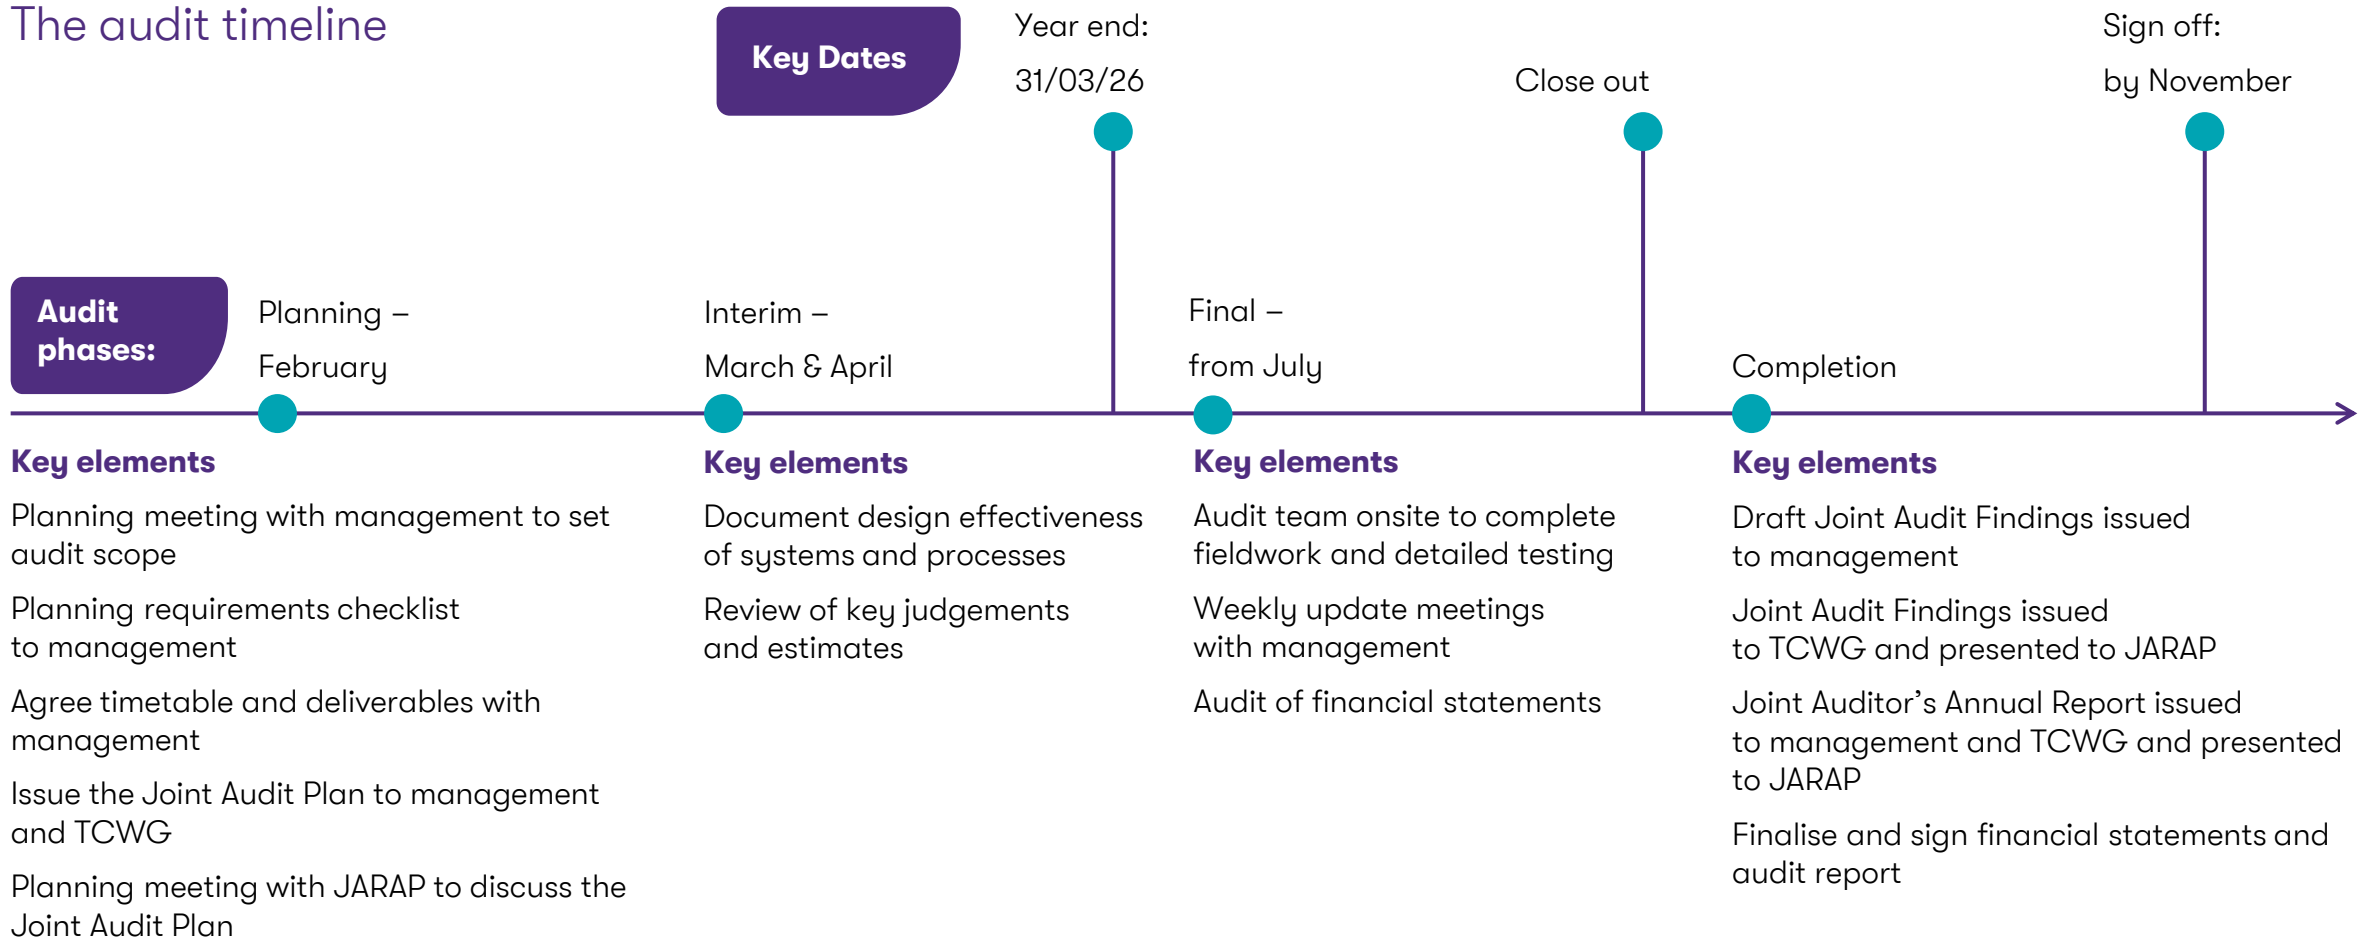 The audit timeline
Key Dates
Year end:
31/03/26
Close out
Sign off:
by November
Audit
phases:
Planning –
February
Interim –
March & April
Final –
from July
Completion
Key elements
Planning meeting with management to set
audit scope
Planning requirements checklist
to management
Agree timetable and deliverables with
management
Issue the Joint Audit Plan to management
and TCWG
Planning meeting with JARAP to discuss the
Joint Audit Plan
Key elements
Document design effectiveness
of systems and processes
Review of key judgements
and estimates
Key elements
Audit team onsite to complete
fieldwork and detailed testing
Weekly update meetings
with management
Audit of financial statements
Key elements
Draft Joint Audit Findings issued
to management
Joint Audit Findings issued
to TCWG and presented to JARAP
Joint Auditor’s Annual Report issued
to management and TCWG and presented
to JARAP
Finalise and sign financial statements and
audit report